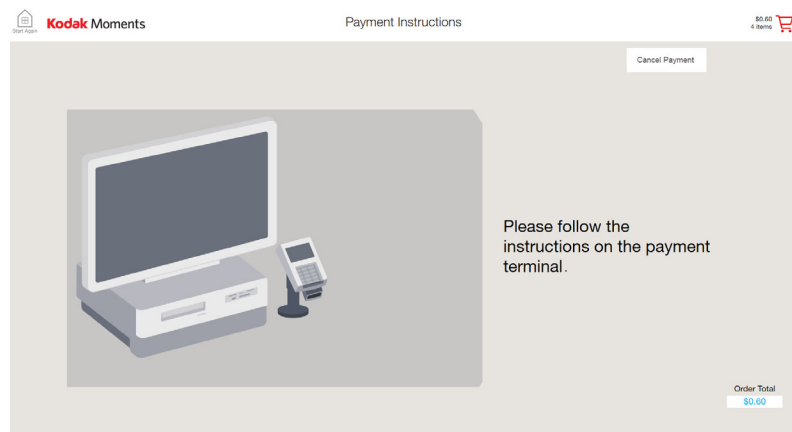 Start Again
Kodak Moments
Payment Instructions
$0.60
4 items
Cancel Payment
Please follow the
instructions on the payment
terminal.
Order Total
$0.60